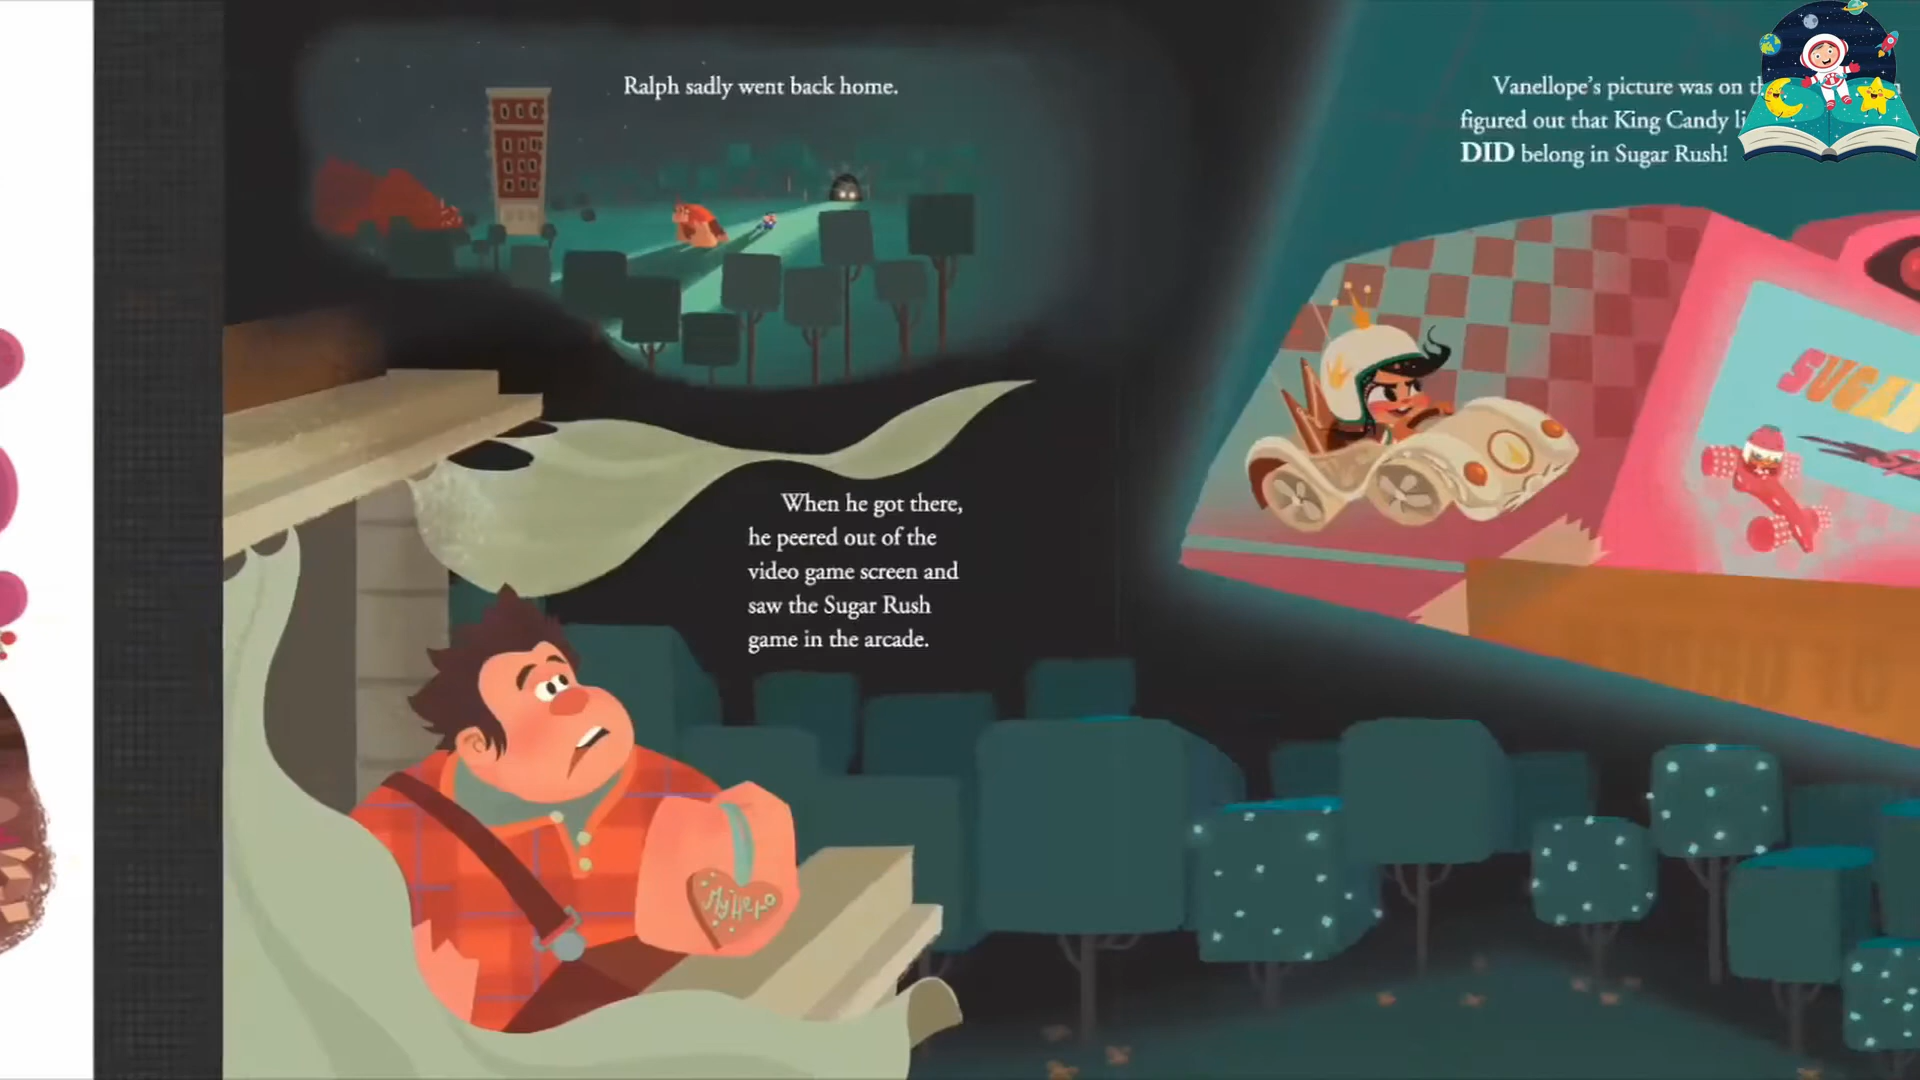 Ralph sadly went back home.
When he got there,
he peered out of the
video game screen and
saw the Sugar Rush
game in the arcade.
My Hero
Vanellope's picture was on
figured out that King Candy
DID belong in Sugar Rush!